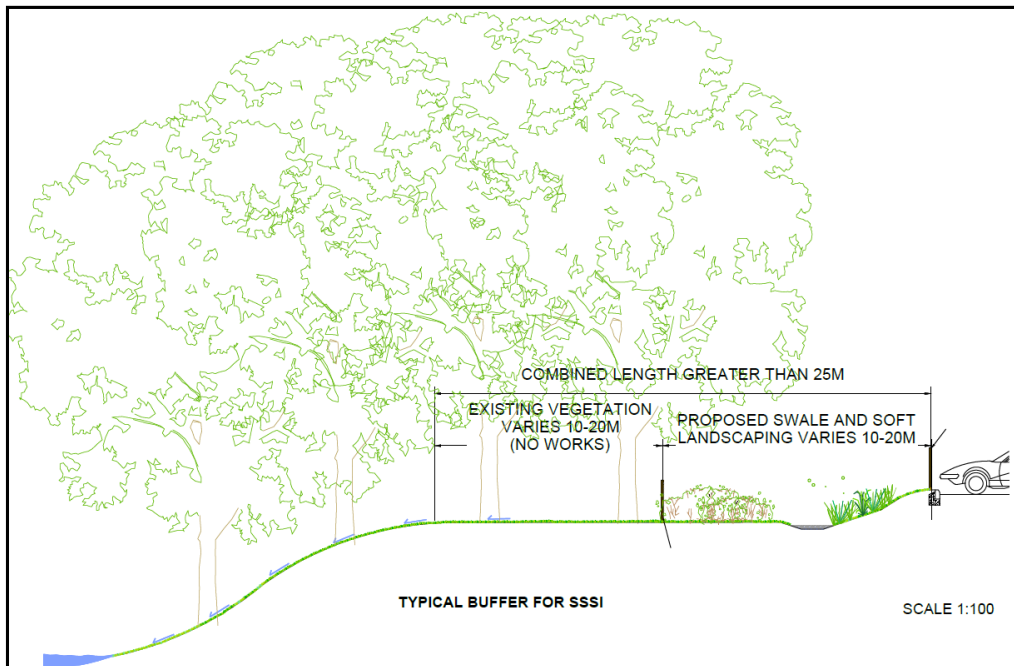 COMBINED LENGTH GREATER THAN 25M
EXISTING VEGETATION
VARIES 10-20M
(NO WORKS)
PROPOSED SWALE AND SOFT
LANDSCAPING VARIES 10-20M
TYPICAL BUFFER FOR SSSI
SCALE 1:100